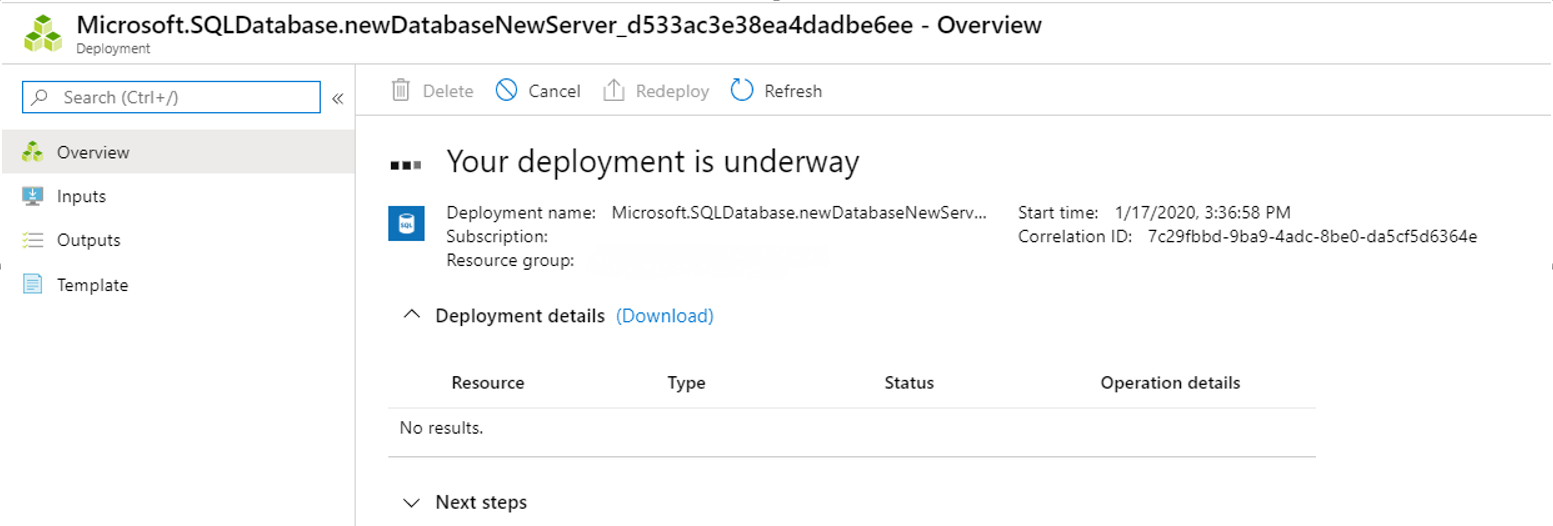 Microsoft.SQLDatabase.newDatabaseNewServer_d533ac3e38ea4dadbe6ee - Overview
Deployment
Search (Ctrl+/)
«
Delete
Cancel
Redeploy
Refresh
Overview
Inputs
Outputs
Template
Your deployment is underway
SQL
Deployment name: Microsoft.SQLDatabase.newDatabaseNewServ...
Subscription:
Resource group:
Start time: 1/17/2020, 3:36:58 PM
Correlation ID: 7c29fbbd-9ba9-4adc-8be0-da5cf5d6364e
Deployment details (Download)
Resource Type Status Operation details
No results.
Next steps